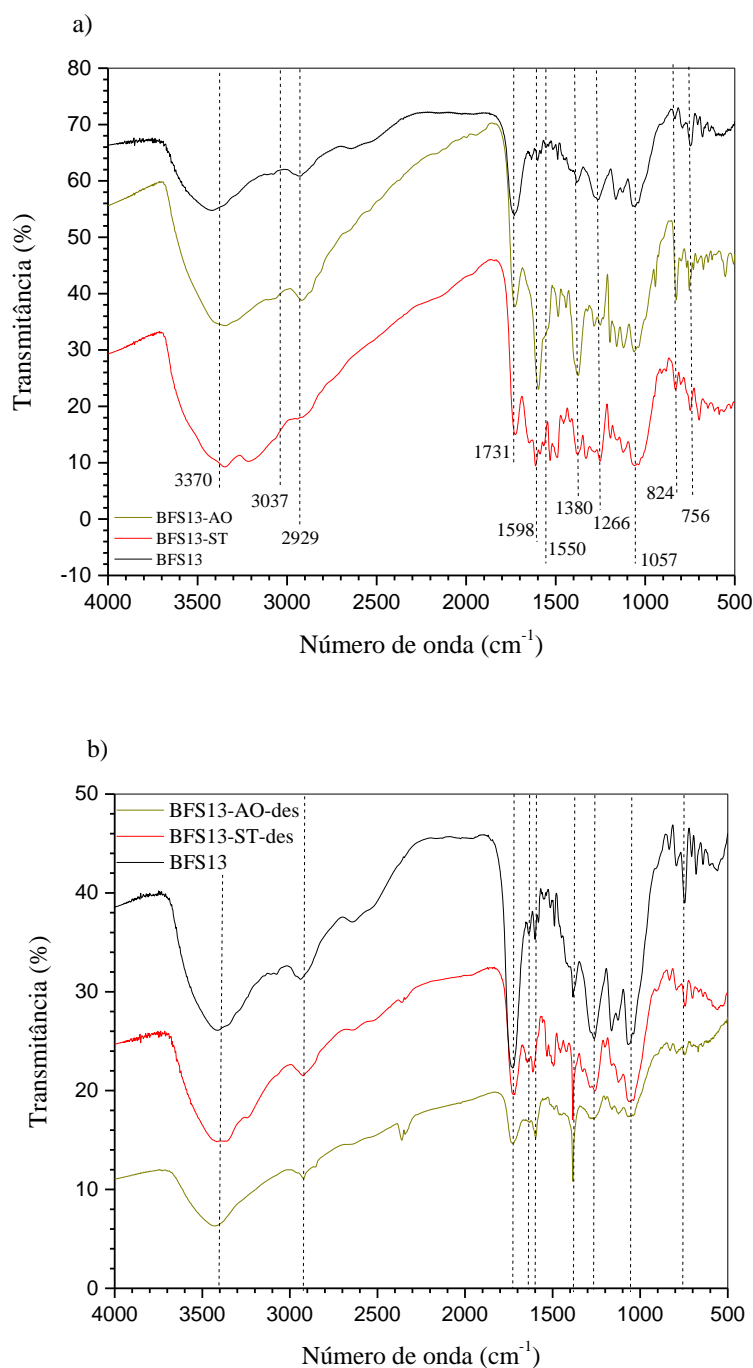 a)
80
70
60
50
40
30
20
10
0
-10
Transmitância (%)
3370
3037
2929
1731
1598
1550
1380
1266
1057
824
756
BFS13-AO
BFS13-ST
BFS13
4000 3500 3000 2500 2000 1500 1000 500
Número de onda (cm-1)
b)
50
40
30
20
10
0
Transmitância (%)
BFS13-AO-des
BFS13-ST-des
BFS13
4000 3500 3000 2500 2000 1500 1000 500
Número de onda (cm-1)